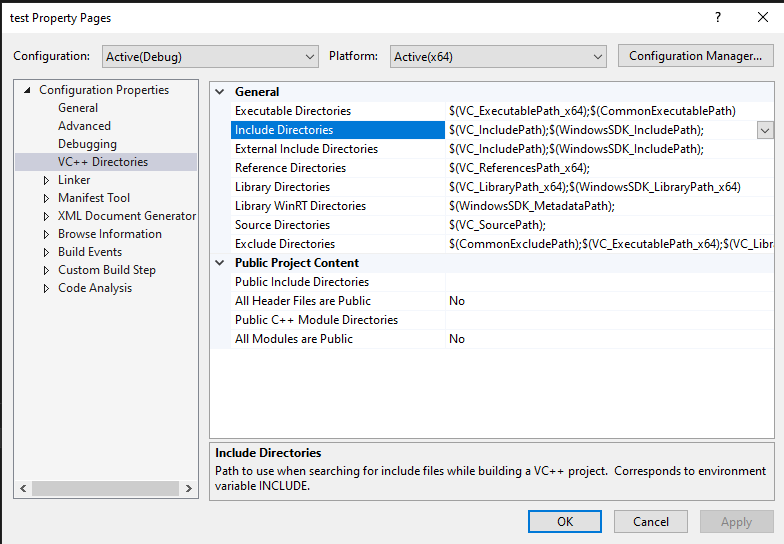 test Property Pages
Configuration: Active(Debug) Platform: Active(x64) Configuration Manager...
Configuration Properties
General
Advanced
Debugging
VC++ Directories
Linker
Manifest Tool
XML Document Generator
Browse Information
Build Events
Custom Build Step
Code Analysis
General
Executable Directories $(VC_ExecutablePath_x64);$(CommonExecutablePath)
Include Directories $(VC_IncludePath);$(WindowsSDK_IncludePath);
External Include Directories $(VC_IncludePath);$(WindowsSDK_IncludePath);
Reference Directories $(VC_ReferencesPath_x64);
Library Directories $(VC_LibraryPath_x64);$(WindowsSDK_LibraryPath_x64)
Library WinRT Directories $(WindowsSDK_MetadataPath);
Source Directories $(VC_SourcePath);
Exclude Directories $(CommonExcludePath);$(VC_ExecutablePath_x64);$(VC_Libr
Public Project Content
Public Include Directories
All Header Files are Public No
Public C++ Module Directories
All Modules are Public No
Include Directories
Path to use when searching for include files while building a VC++ project. Corresponds to environment
variable INCLUDE.
OK Cancel Apply